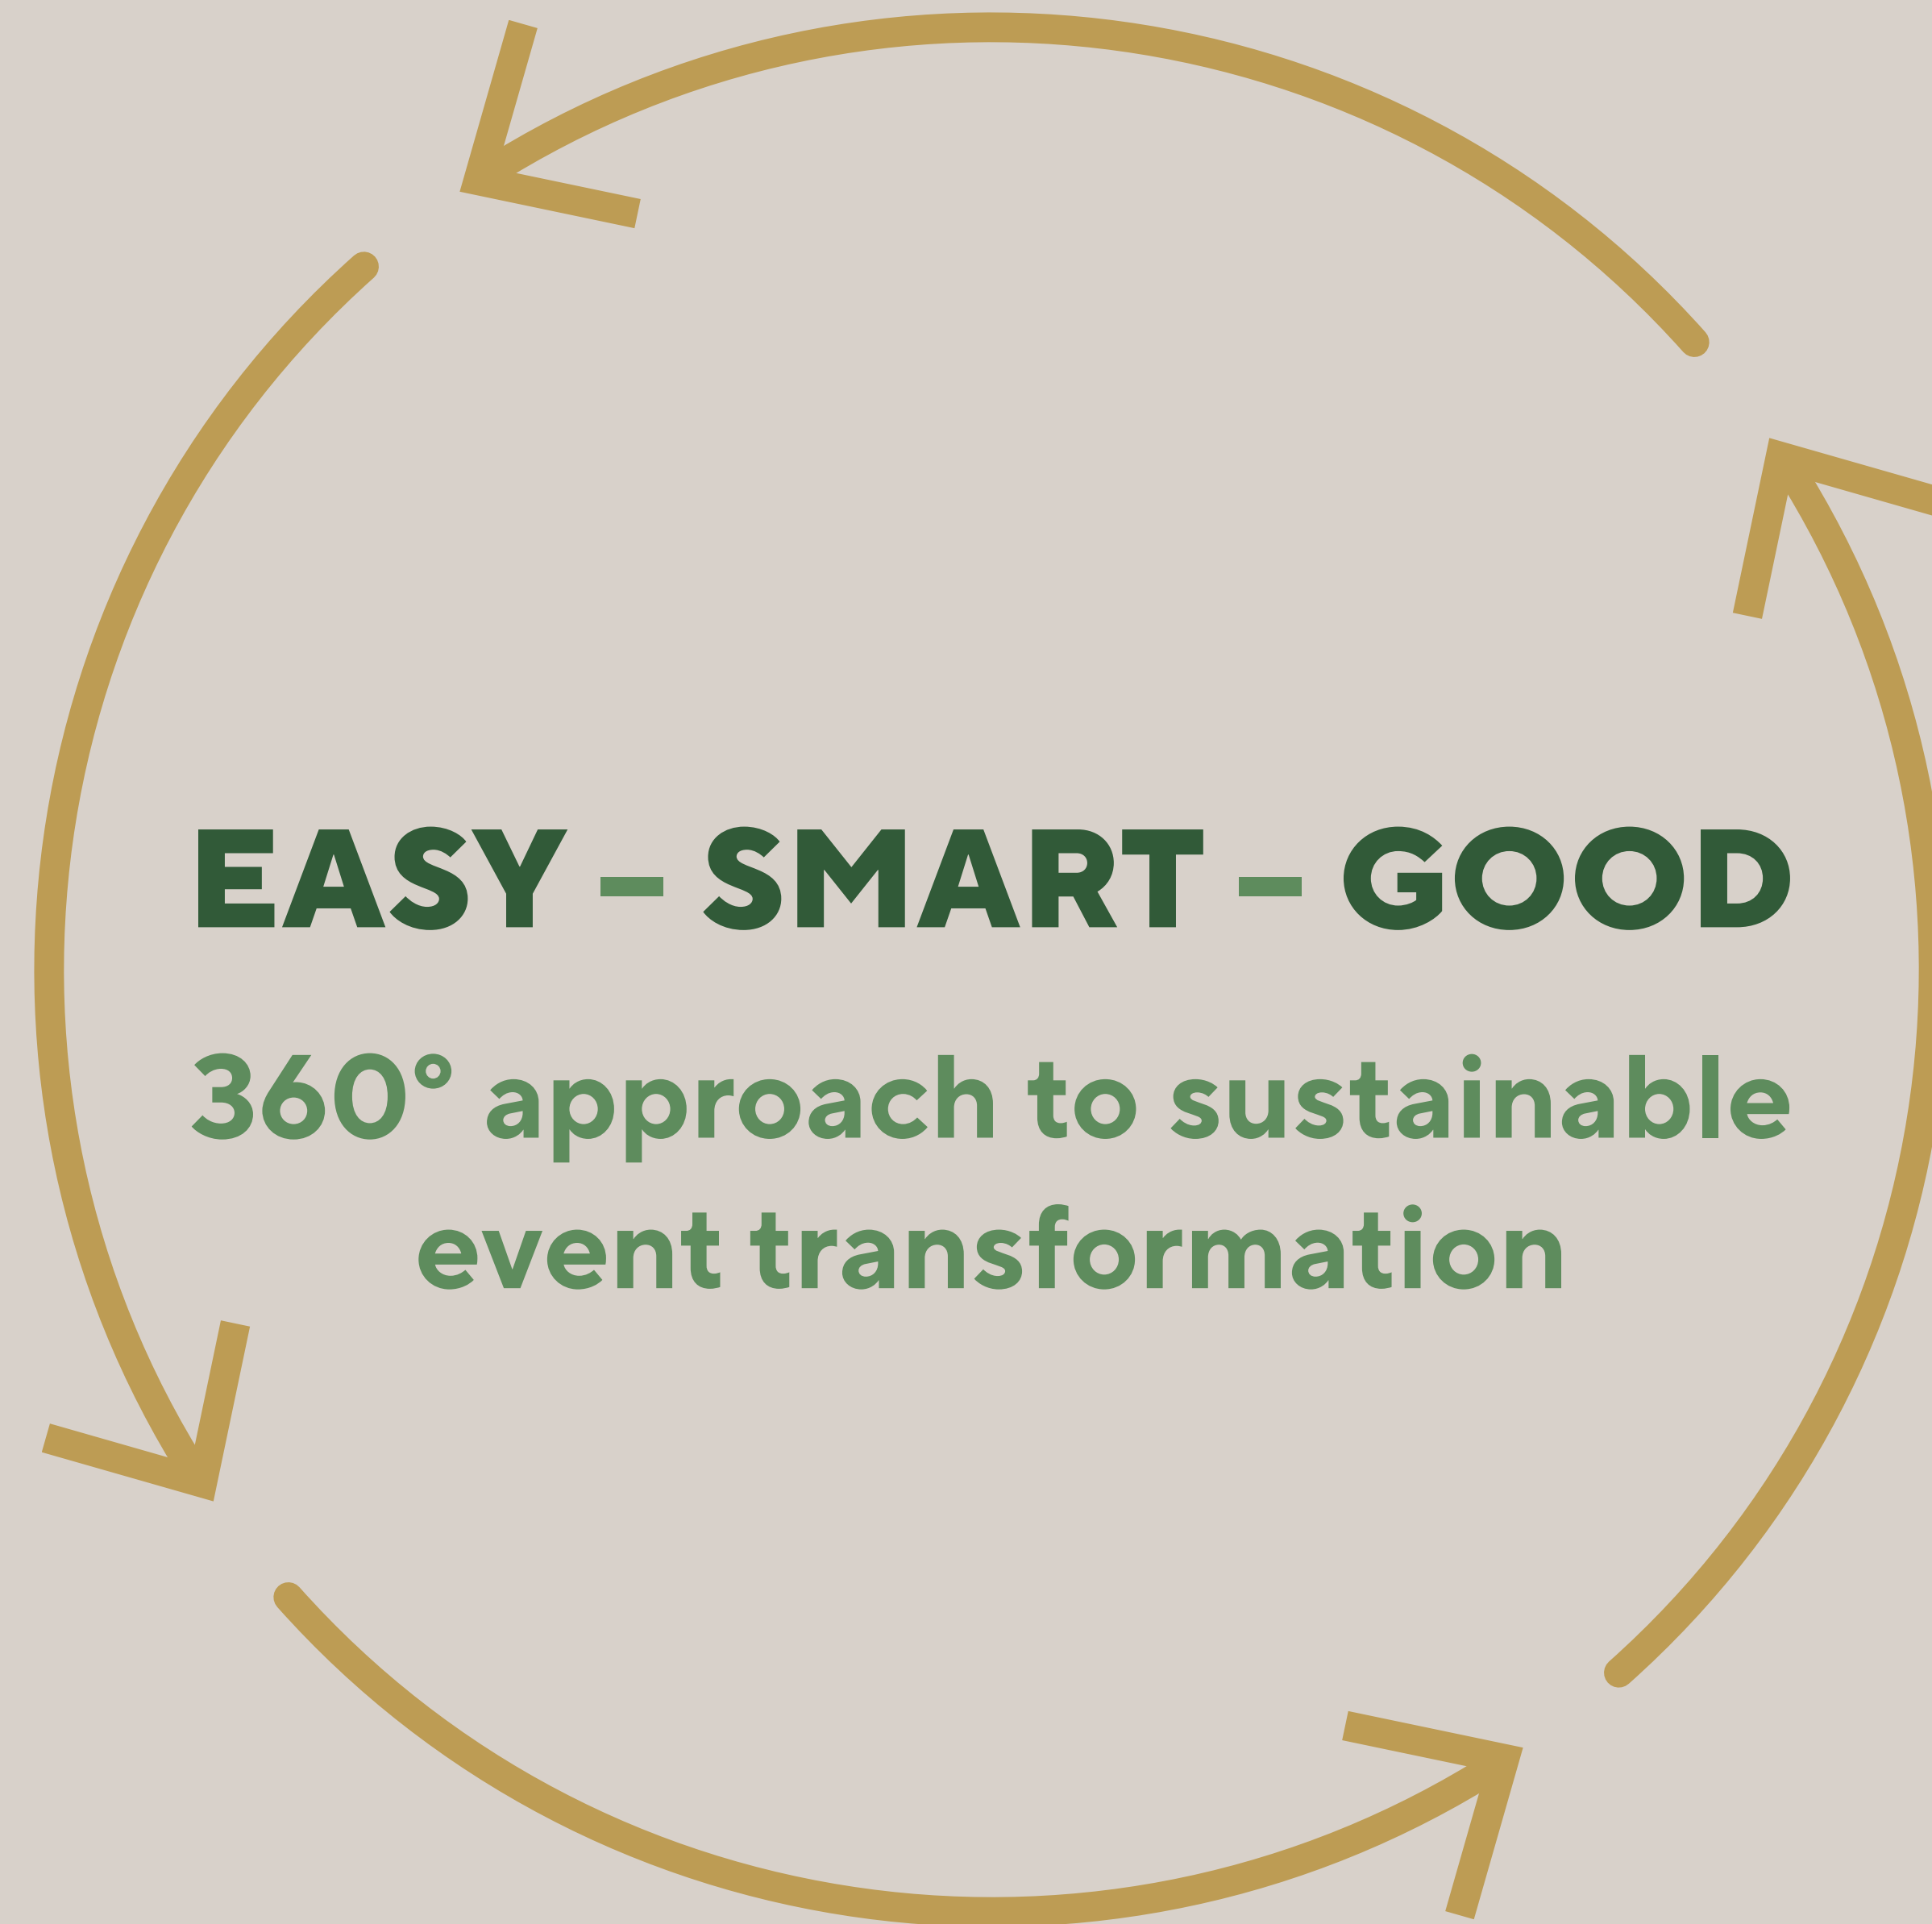 EASY – SMART – GOOD
360° approach to sustainable
event transformation